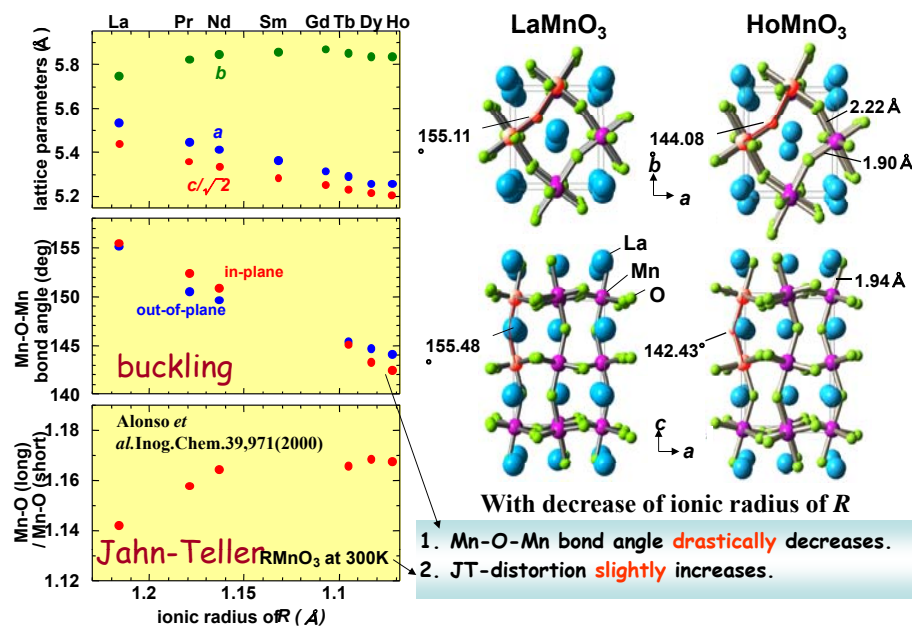 La Pr Nd Sm Gd Tb Dy Ho
lattice parameters (Å)
5.8
5.6
5.4
5.2
b
a
c/√2
Mn-O-Mn
bond angle (deg)
155
150
145
140
in-plane
out-of-plane
buckling
Mn-O (long)
/ Mn-O (short)
1.18
1.16
1.14
1.12
Alonso et
al.Inog.Chem.39,971(2000)
Jahn-Teller
RMnO3 at 300K
1.2 1.15 1.1
ionic radius of R (Å)
LaMnO3
HoMnO3
155.11
°
144.08
°
2.22 Å
1.90 Å
b
a
La
Mn
O
155.48
°
142.43°
1.94Å
c
a
With decrease of ionic radius of R
1. Mn-O-Mn bond angle drastically decreases.
2. JT-distortion slightly increases.